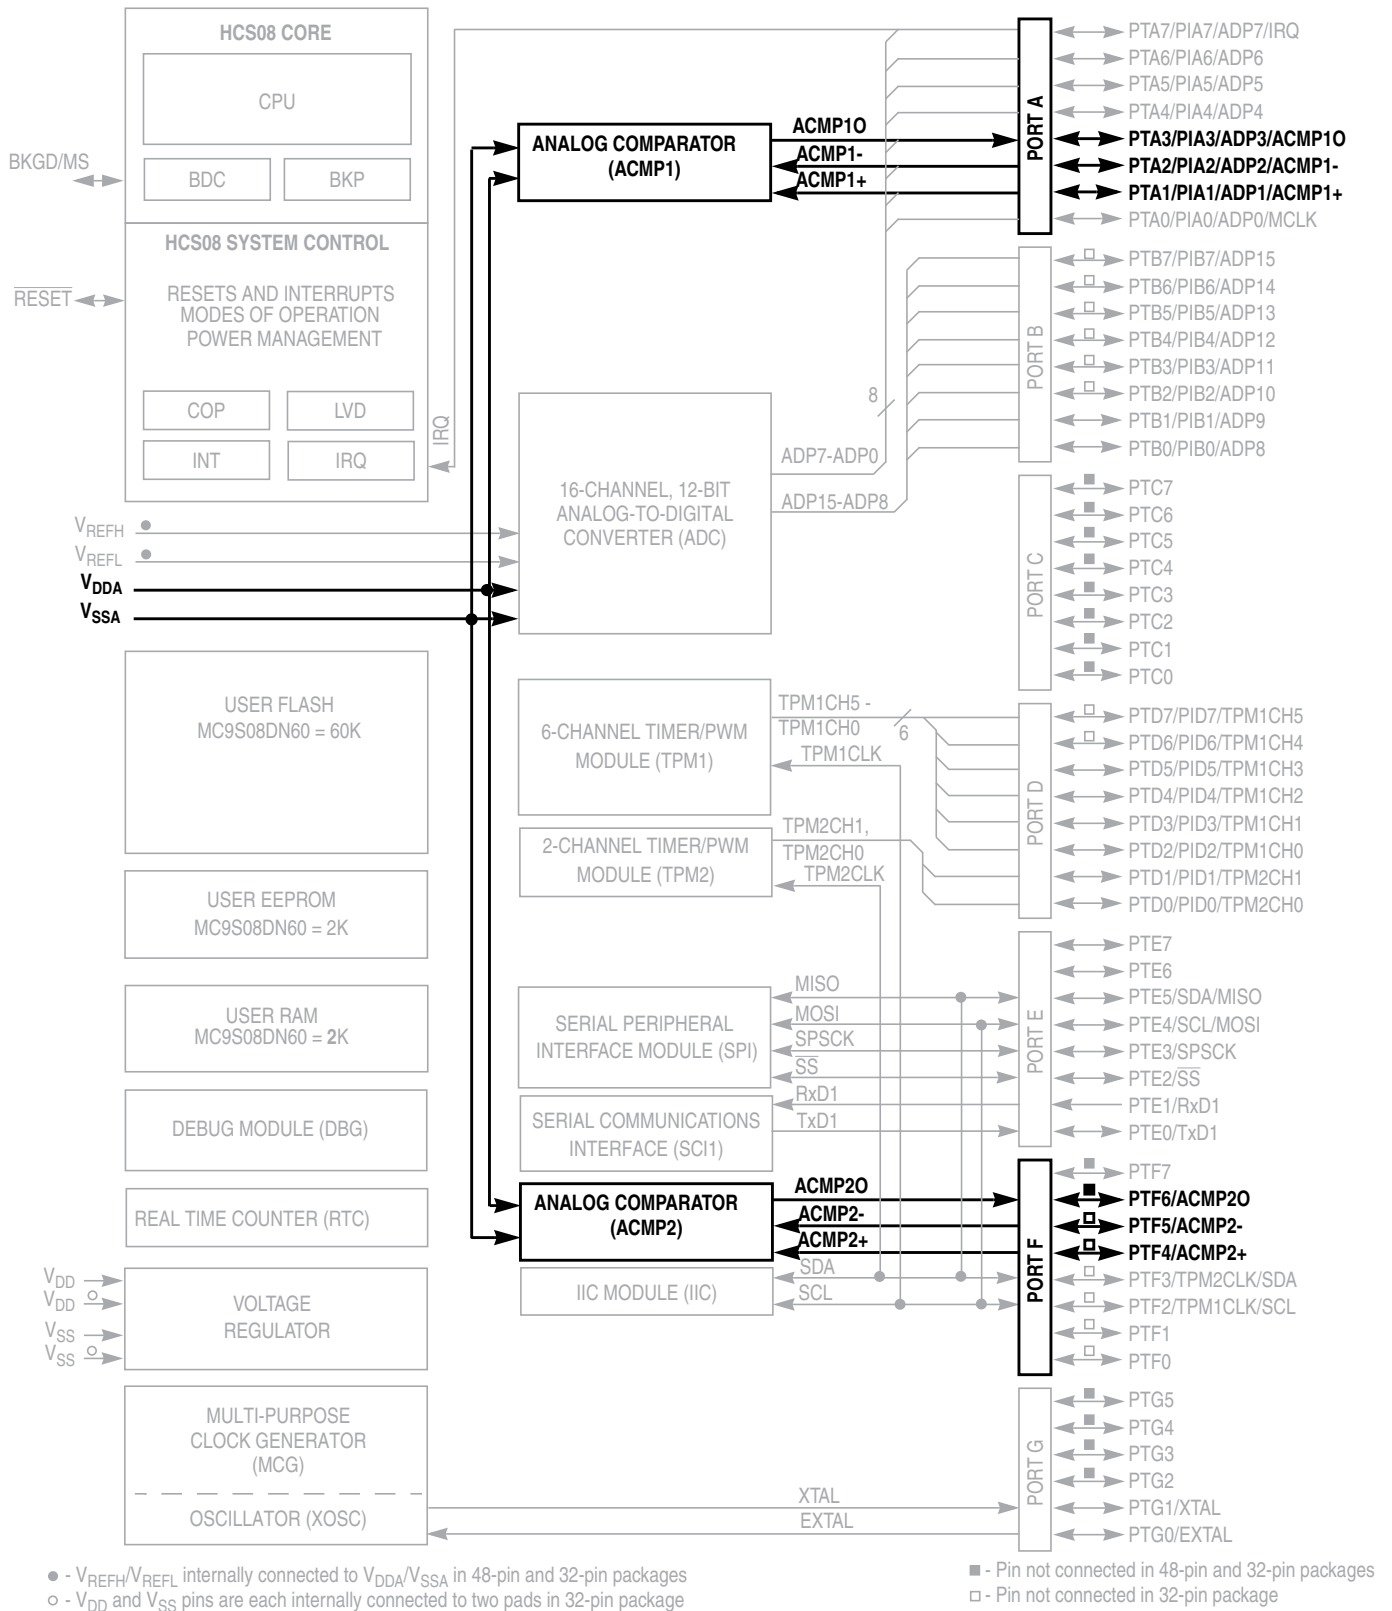 HCS08 CORE
CPU
BDC
BKP
BKGD/MS
HCS08 SYSTEM CONTROL
RESETS AND INTERRUPTS
MODES OF OPERATION
POWER MANAGEMENT
RESET
COP
LVD
INT
IRQ
IRQ
VREFH
VREFL
VDDA
VSSA
USER FLASH
MC9S08DN60 = 60K
USER EEPROM
MC9S08DN60 = 2K
USER RAM
MC9S08DN60 = 2K
DEBUG MODULE (DBG)
REAL TIME COUNTER (RTC)
VDD
VDD
VSS
VSS
VOLTAGE
REGULATOR
MULTI-PURPOSE
CLOCK GENERATOR
(MCG)
OSCILLATOR (XOSC)
XTAL
EXTAL
ANALOG COMPARATOR
(ACMP1)
ACMP1O
ACMP1-
ACMP1+
16-CHANNEL, 12-BIT
ANALOG-TO-DIGITAL
CONVERTER (ADC)
8
ADP7-ADP0
ADP15-ADP8
6-CHANNEL TIMER/PWM
MODULE (TPM1)
TPM1CH5 -
TPM1CH0
6
TPM1CLK
2-CHANNEL TIMER/PWM
MODULE (TPM2)
TPM2CH1,
TPM2CH0
TPM2CLK
SERIAL PERIPHERAL
INTERFACE MODULE (SPI)
MISO
MOSI
SPSCK
SS
SERIAL COMMUNICATIONS
INTERFACE (SCI1)
RxD1
TxD1
ANALOG COMPARATOR
(ACMP2)
ACMP2O
ACMP2-
ACMP2+
IIC MODULE (IIC)
SDA
SCL
PORT A
PTA7/PIA7/ADP7/IRQ
PTA6/PIA6/ADP6
PTA5/PIA5/ADP5
PTA4/PIA4/ADP4
PTA3/PIA3/ADP3/ACMP1O
PTA2/PIA2/ADP2/ACMP1-
PTA1/PIA1/ADP1/ACMP1+
PTA0/PIA0/ADP0/MCLK
PORT B
PTB7/PIB7/ADP15
PTB6/PIB6/ADP14
PTB5/PIB5/ADP13
PTB4/PIB4/ADP12
PTB3/PIB3/ADP11
PTB2/PIB2/ADP10
PTB1/PIB1/ADP9
PTB0/PIB0/ADP8
PORT C
PTC7
PTC6
PTC5
PTC4
PTC3
PTC2
PTC1
PTC0
PORT D
PTD7/PID7/TPM1CH5
PTD6/PID6/TPM1CH4
PTD5/PID5/TPM1CH3
PTD4/PID4/TPM1CH2
PTD3/PID3/TPM1CH1
PTD2/PID2/TPM1CH0
PTD1/PID1/TPM2CH1
PTD0/PID0/TPM2CH0
PORT E
PTE7
PTE6
PTE5/SDA/MISO
PTE4/SCL/MOSI
PTE3/SPSCK
PTE2/SS
PTE1/RxD1
PTE0/TxD1
PORT F
PTF7
PTF6/ACMP2O
PTF5/ACMP2-
PTF4/ACMP2+
PTF3/TPM2CLK/SDA
PTF2/TPM1CLK/SCL
PTF1
PTF0
PORT G
PTG5
PTG4
PTG3
PTG2
PTG1/XTAL
PTG0/EXTAL
● - VREFH/VREFL internally connected to VDDA/VSSA in 48-pin and 32-pin packages
○ - VDD and VSS pins are each internally connected to two pads in 32-pin package
■ - Pin not connected in 48-pin and 32-pin packages
□ - Pin not connected in 32-pin package